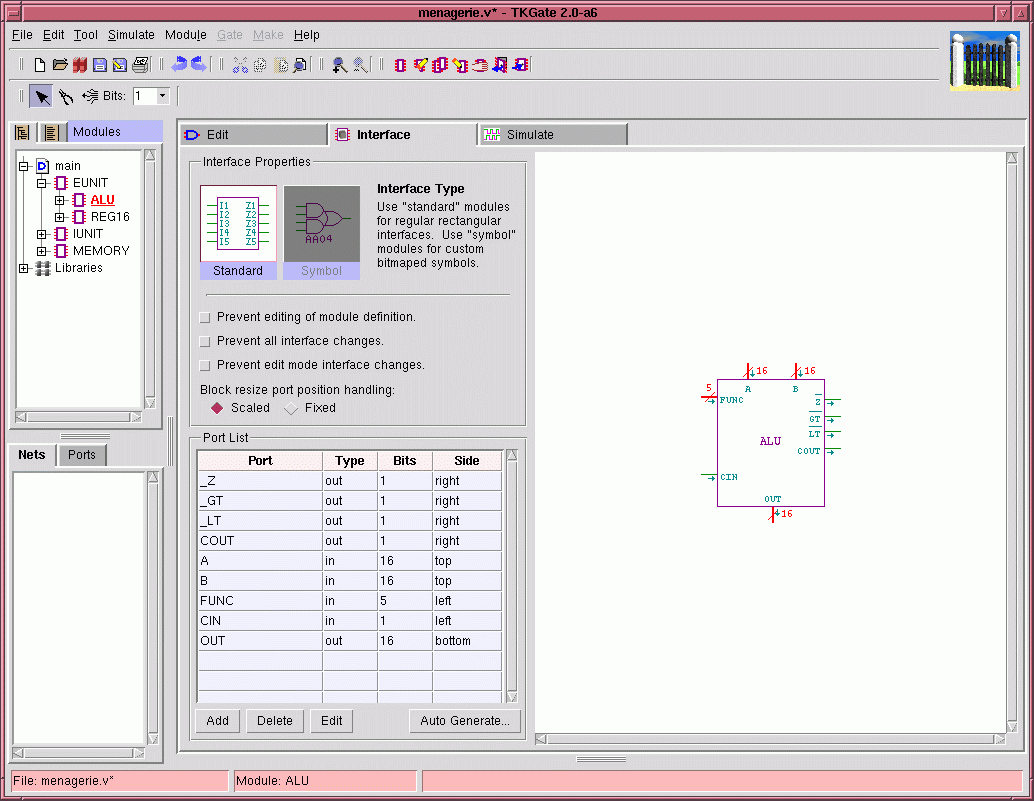 menagerie.v* - TKGate 2.0-a6
File Edit Tool Simulate Module Gate Make Help
Bits: 1
Modules
main
EUNIT
ALU
REG16
IUNIT
MEMORY
Libraries
Nets Ports
Edit Interface Simulate
Interface Properties
I1 Z1
I2 Z2
I3 Z3
I4 Z4
I5 Z5
Standard
AA04
Symbol
Interface Type
Use "standard" modules
for regular rectangular
interfaces. Use "symbol"
modules for custom
bitmaped symbols.
Prevent editing of module definition.
Prevent all interface changes.
Prevent edit mode interface changes.
Block resize port position handling:
Scaled Fixed
Port List
Port Type Bits Side
_Z out 1 right
_GT out 1 right
_LT out 1 right
COUT out 1 right
A in 16 top
B in 16 top
FUNC in 5 left
CIN in 1 left
OUT out 16 bottom
Add Delete Edit Auto Generate...
16 16
5 A B
FUNC Z
GT
LT
ALU
COUT
CIN
OUT
16
File: menagerie.v* Module: ALU